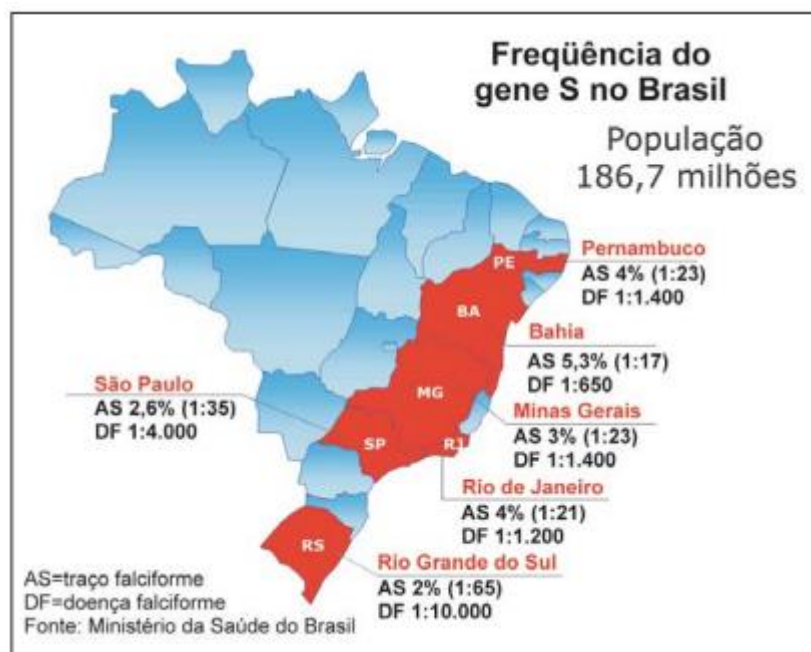 Freqüência do
gene S no Brasil
População
186,7 milhões
PE
Pernambuco
AS 4% (1:23)
DF 1:1.400
BA
Bahia
AS 5,3% (1:17)
DF 1:650
MG
Minas Gerais
AS 3% (1:23)
DF 1:1.400
São Paulo
AS 2,6% (1:35)
DF 1:4.000
SP
RJ
Rio de Janeiro
AS 4% (1:21)
DF 1:1.200
RS
Rio Grande do Sul
AS 2% (1:65)
DF 1:10.000
AS=traço falciforme
DF=doença falciforme
Fonte: Ministério da Saúde do Brasil